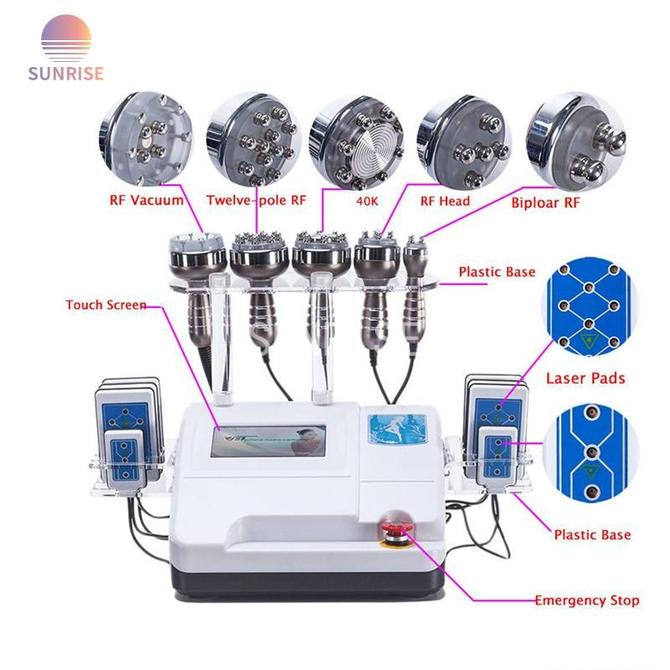 SUNRISE
RF Vacuum
Twelve-pole RF
40K
RF Head
Biploar RF
Plastic Base
Touch Screen
Laser Pads
Plastic Base
Emergency Stop